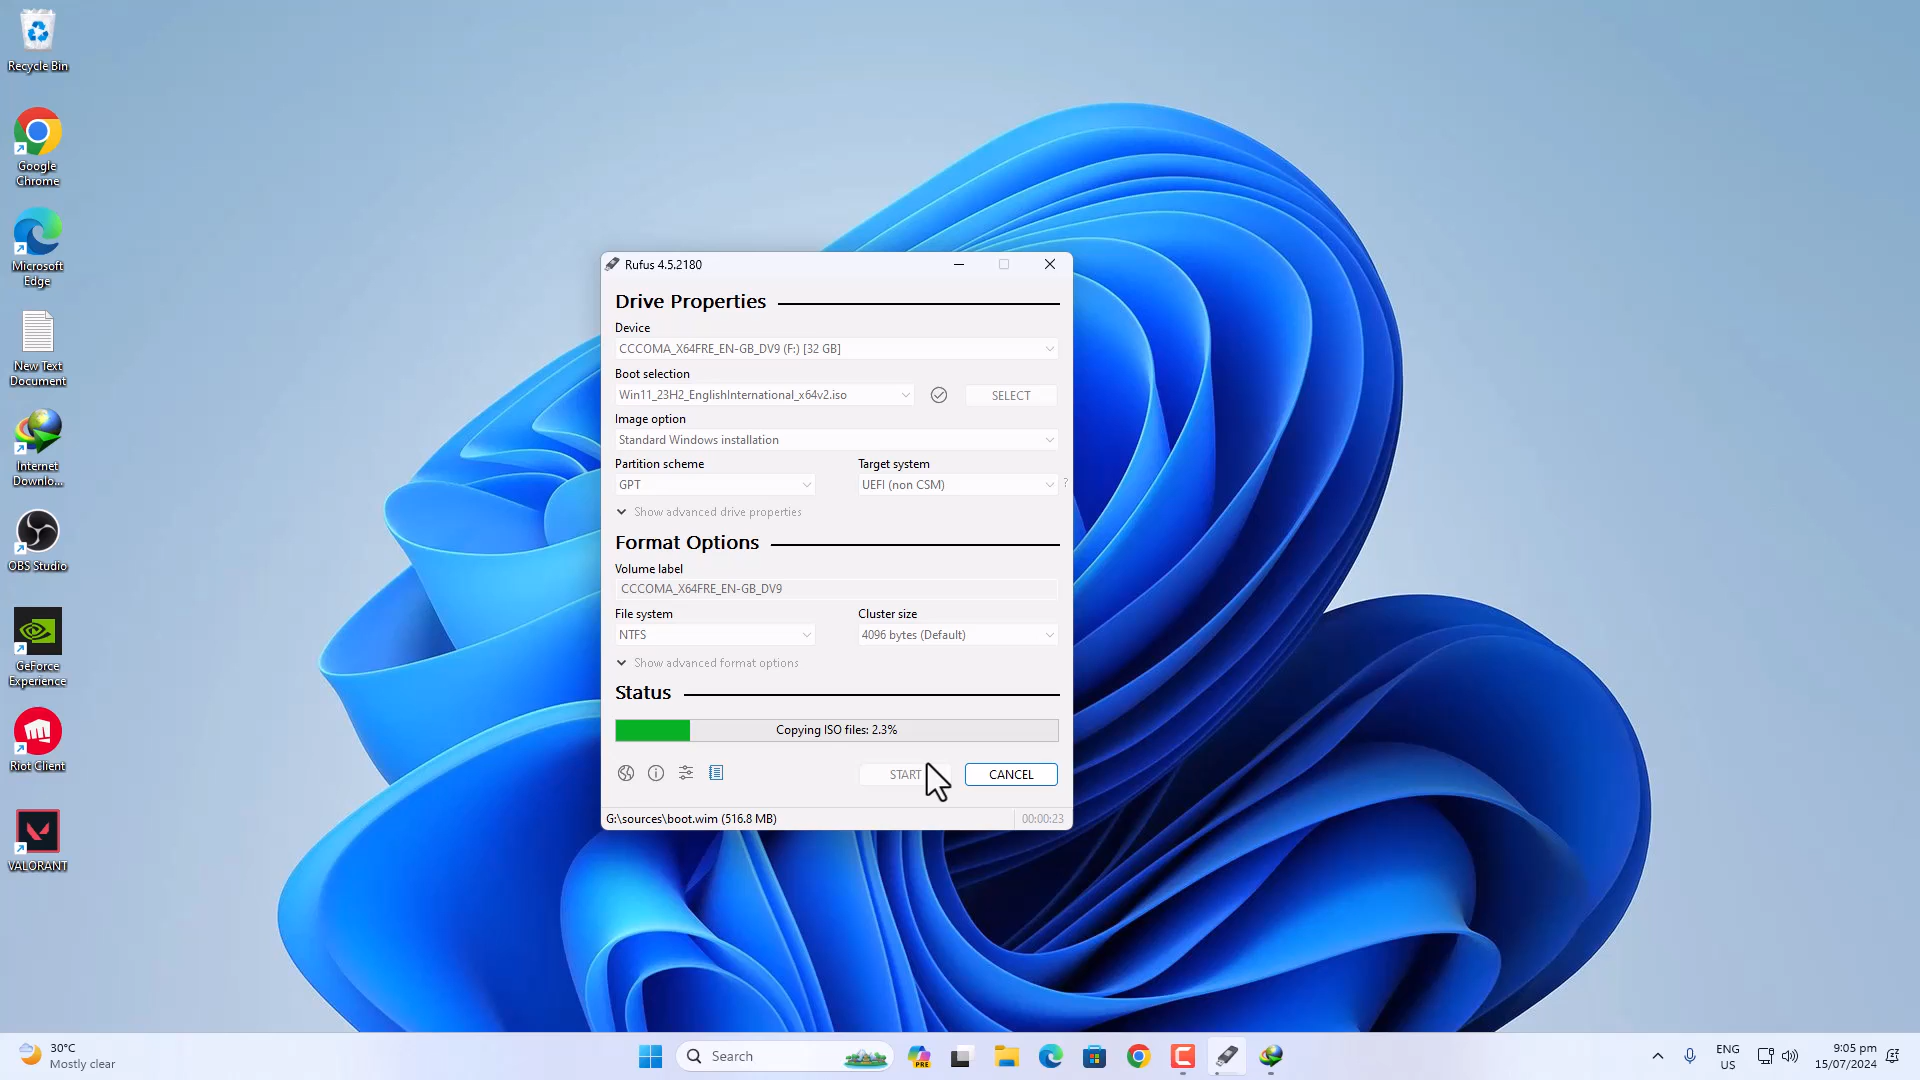 Recycle Bin
Google
Chrome
Microsoft
Edge
New Text
Document
Internet
Downlo...
OBS Studio
GeForce
Experience
Riot Client
VALORANT
Rufus 4.5.2180
Drive Properties
Device
CCCOMA_X64FRE_EN-GB_DV9 (F:) [32 GB]
Boot selection
Win11_23H2_EnglishInternational_x64v2.iso
SELECT
Image option
Standard Windows installation
Partition scheme
Target system
GPT
UEFI (non CSM)
?
Show advanced drive properties
Format Options
Volume label
CCCOMA_X64FRE_EN-GB_DV9
File system
Cluster size
NTFS
4096 bytes (Default)
Show advanced format options
Status
Copying ISO files: 2.3%
START
CANCEL
G:\sources\boot.wim (516.8 MB)
00:00:23
30°C
Mostly clear
Search
PRE
ENG
US
9:05 pm
15/07/2024